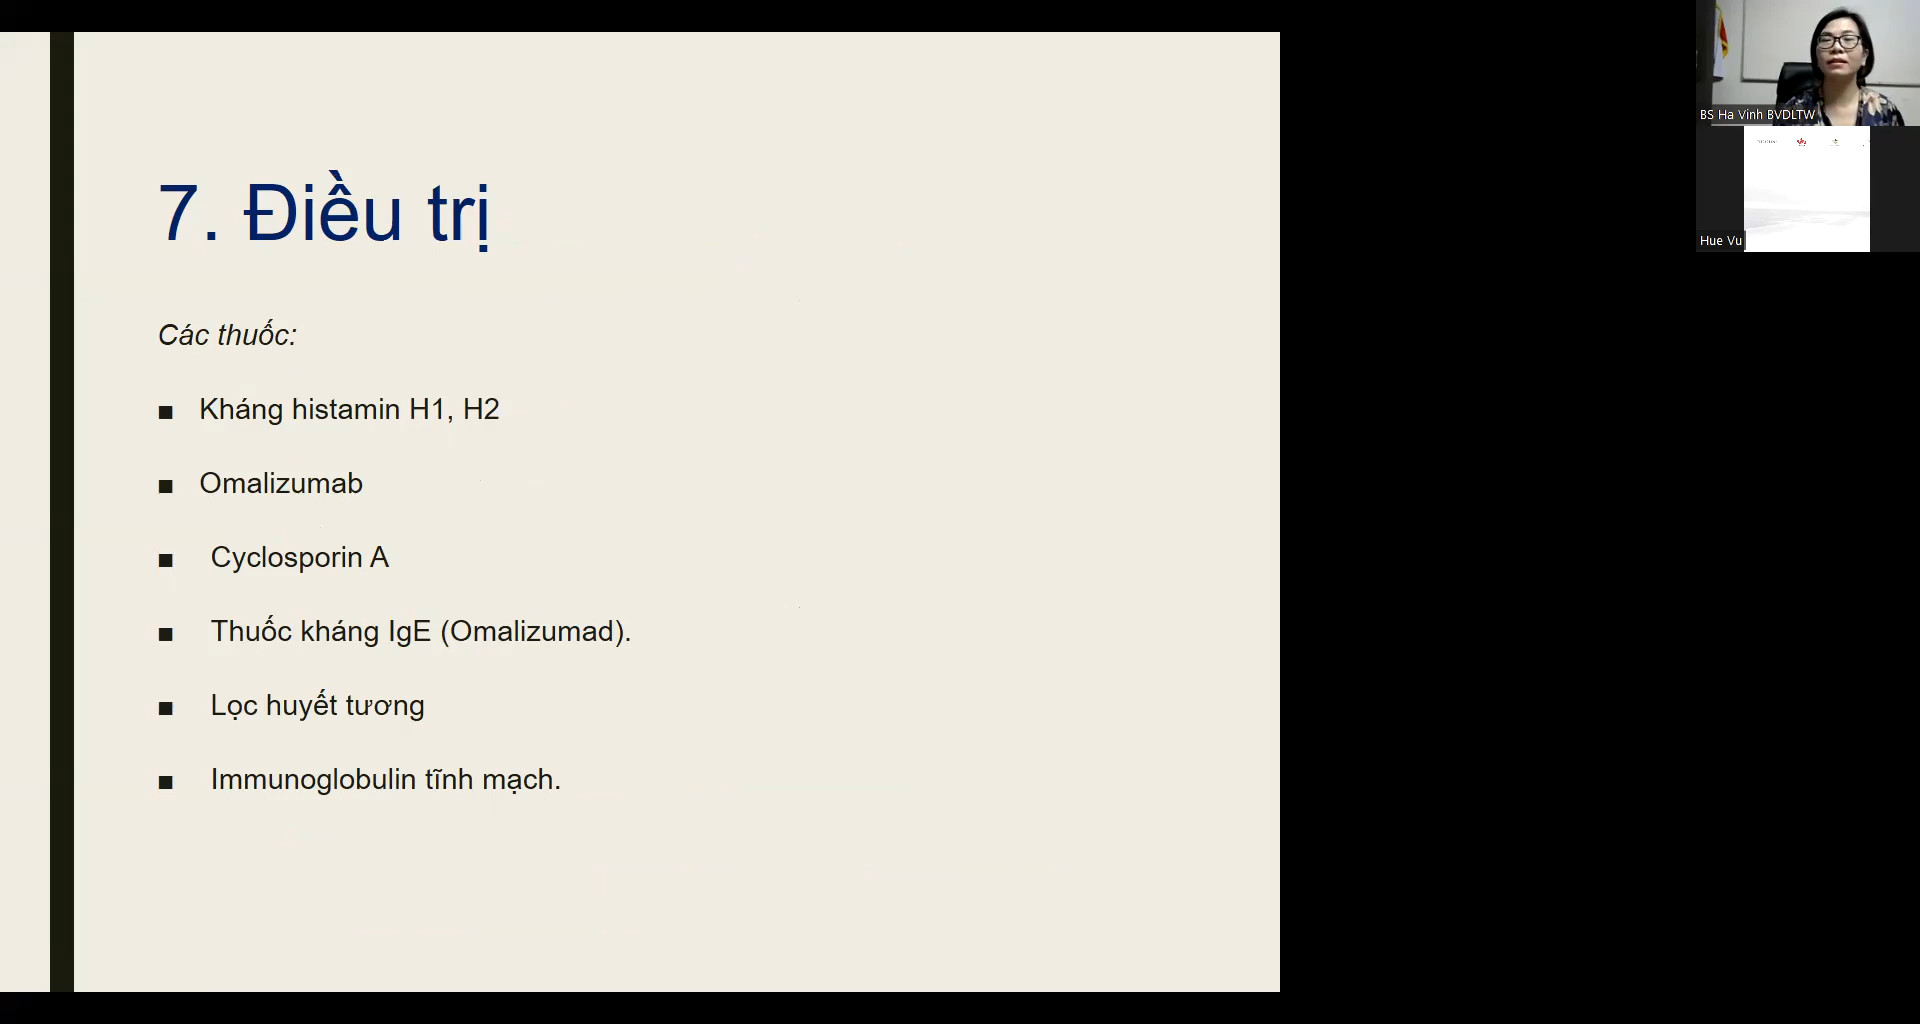 7. Điều trị
Các thuốc:
■ Kháng histamin H1, H2
■ Omalizumab
■ Cyclosporin A
■ Thuốc kháng IgE (Omalizumad).
■ Lọc huyết tương
■ Immunoglobulin tĩnh mạch.
BS Ha Vinh BVDLTW
Hue Vu